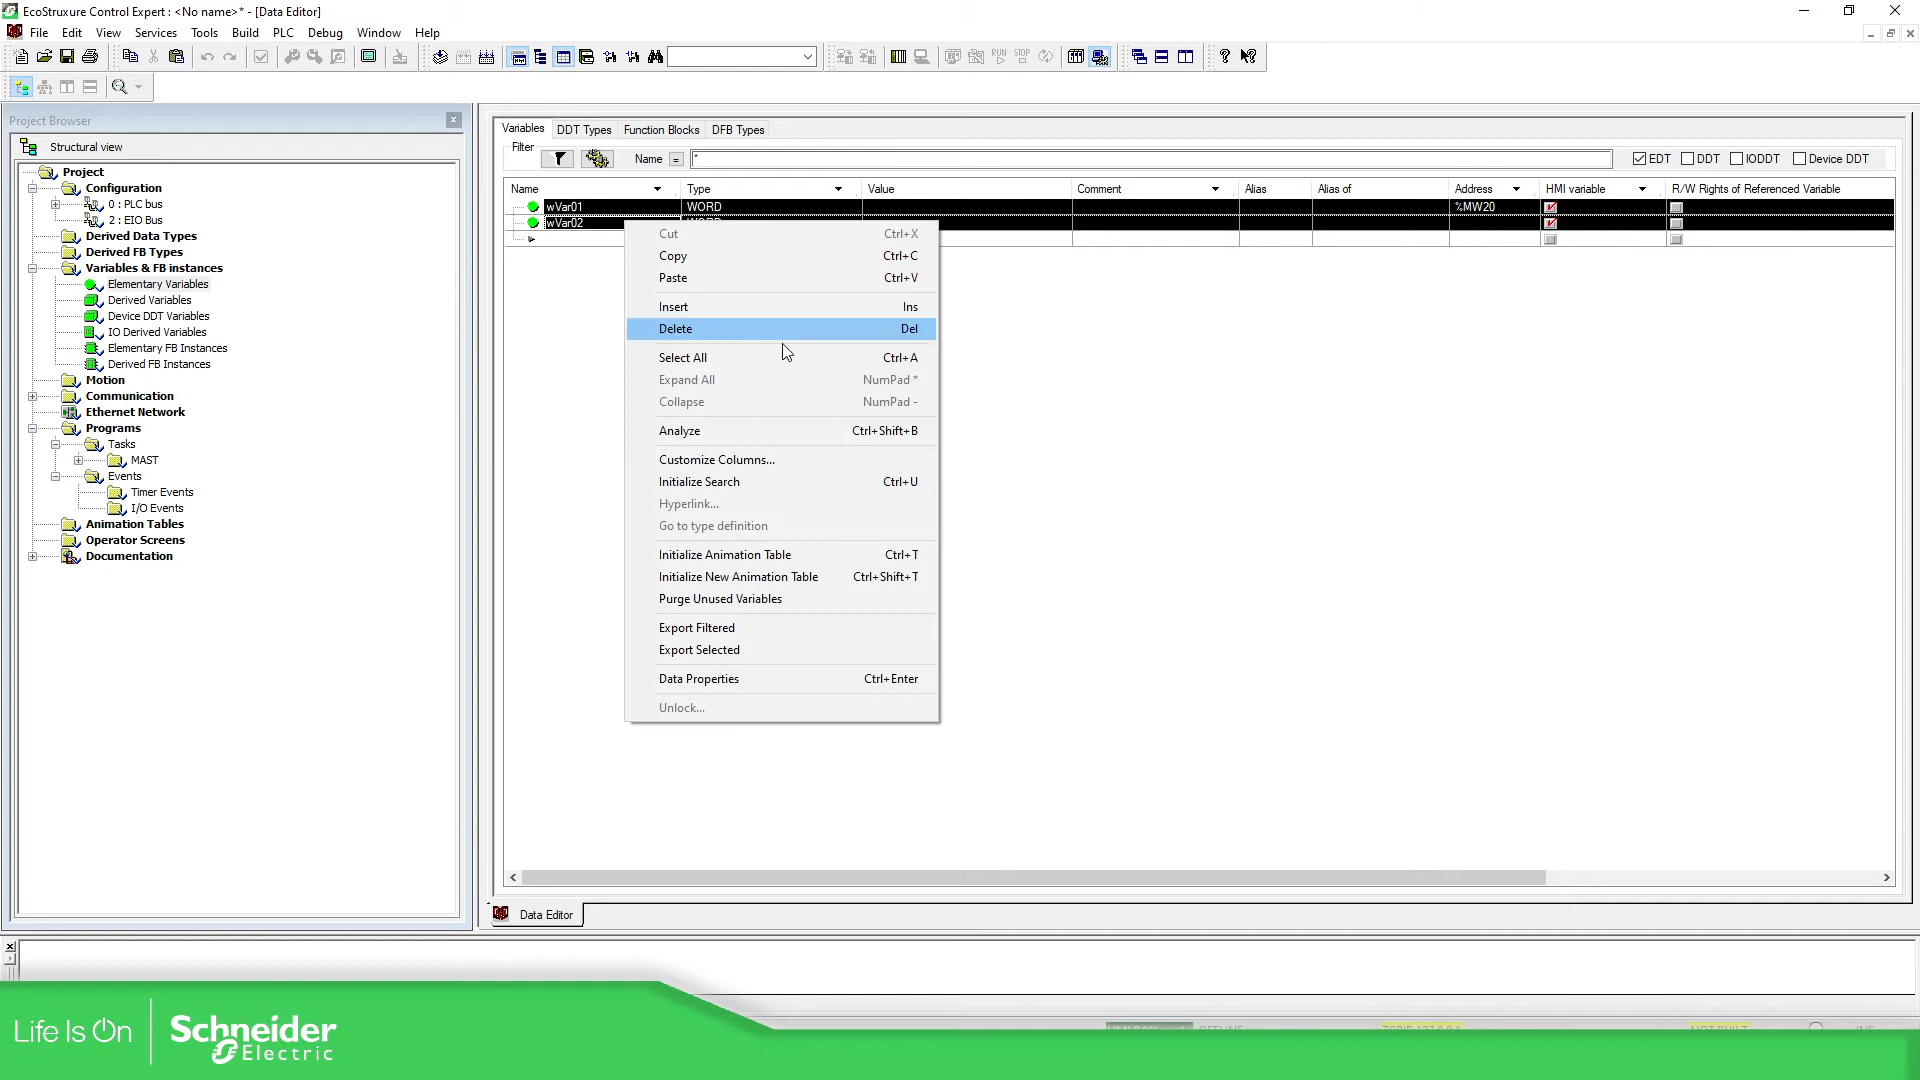 EcoStruxure Control Expert : <No name>* - [Data Editor]
File Edit View Services Tools Build PLC Debug Window Help
Project Browser
Structural view
Project
Configuration
0 : PLC bus
2 : EIO Bus
Derived Data Types
Derived FB Types
Variables & FB instances
Elementary Variables
Derived Variables
Device DDT Variables
IO Derived Variables
Elementary FB Instances
Derived FB Instances
Motion
Communication
Ethernet Network
Programs
Tasks
MAST
Events
Timer Events
I/O Events
Animation Tables
Operator Screens
Documentation
Variables DDT Types Function Blocks DFB Types
Filter
Name = * EDT DDT IODDT Device DDT
Name Type Value Comment Alias Alias of Address HMI variable R/W Rights of Referenced Variable
wVar01 WORD %MW20
wVar02
Cut Ctrl+X
Copy Ctrl+C
Paste Ctrl+V
Insert Ins
Delete Del
Select All Ctrl+A
Expand All NumPad *
Collapse NumPad -
Analyze Ctrl+Shift+B
Customize Columns...
Initialize Search Ctrl+U
Hyperlink...
Go to type definition
Initialize Animation Table Ctrl+T
Initialize New Animation Table Ctrl+Shift+T
Purge Unused Variables
Export Filtered
Export Selected
Data Properties Ctrl+Enter
Unlock...
Data Editor
Life Is On
Schneider
Electric